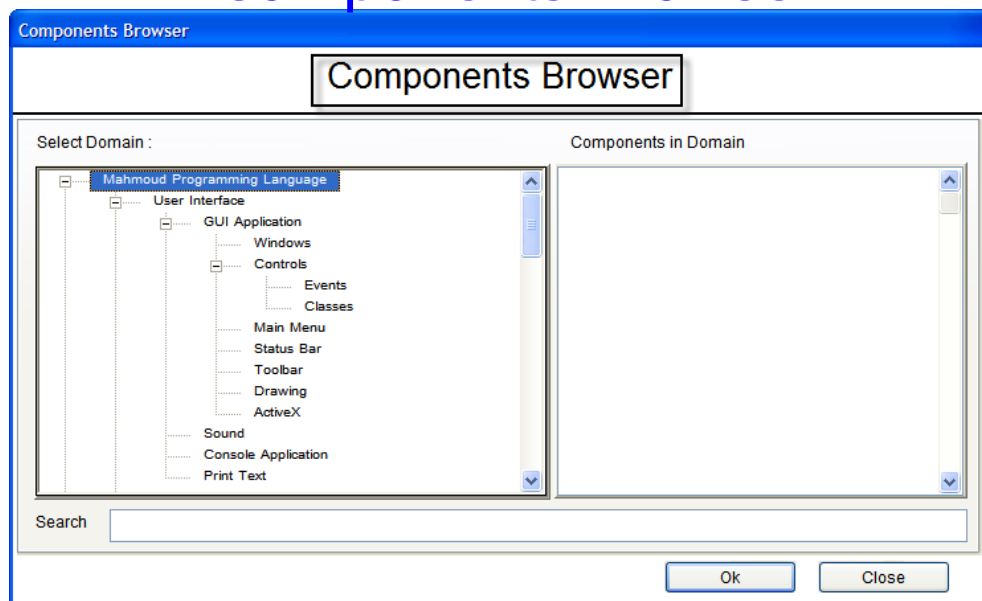 Components Browser
Components Browser
Select Domain :
Components in Domain
Mahmoud Programming Language
User Interface
GUI Application
Windows
Controls
Events
Classes
Main Menu
Status Bar
Toolbar
Drawing
ActiveX
Sound
Console Application
Print Text
Search
Ok
Close